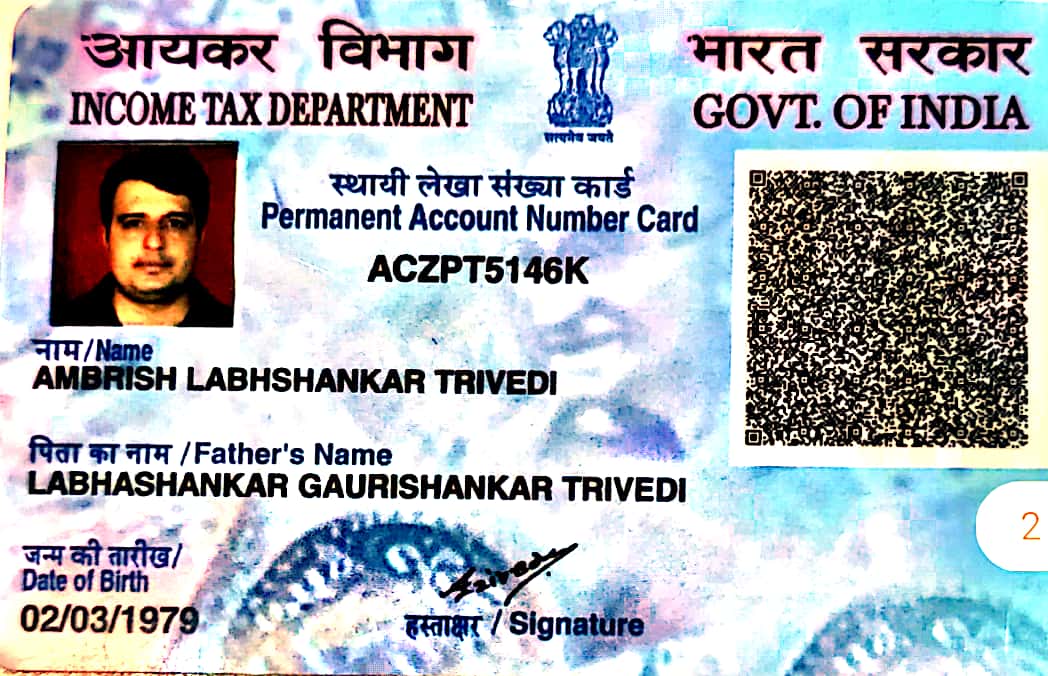 आयकर विभाग
INCOME TAX DEPARTMENT
सत्यमेव जयते
भारत सरकार
GOVT. OF INDIA
स्थायी लेखा संख्या कार्ड
Permanent Account Number Card
ACZPT5146K
नाम/Name
AMBRISH LABHSHANKAR TRIVEDI
पिता का नाम /Father's Name
LABHASHANKAR GAURISHANKAR TRIVEDI
जन्म की तारीख/
Date of Birth
02/03/1979
Trivedi
हस्ताक्षर / Signature
2